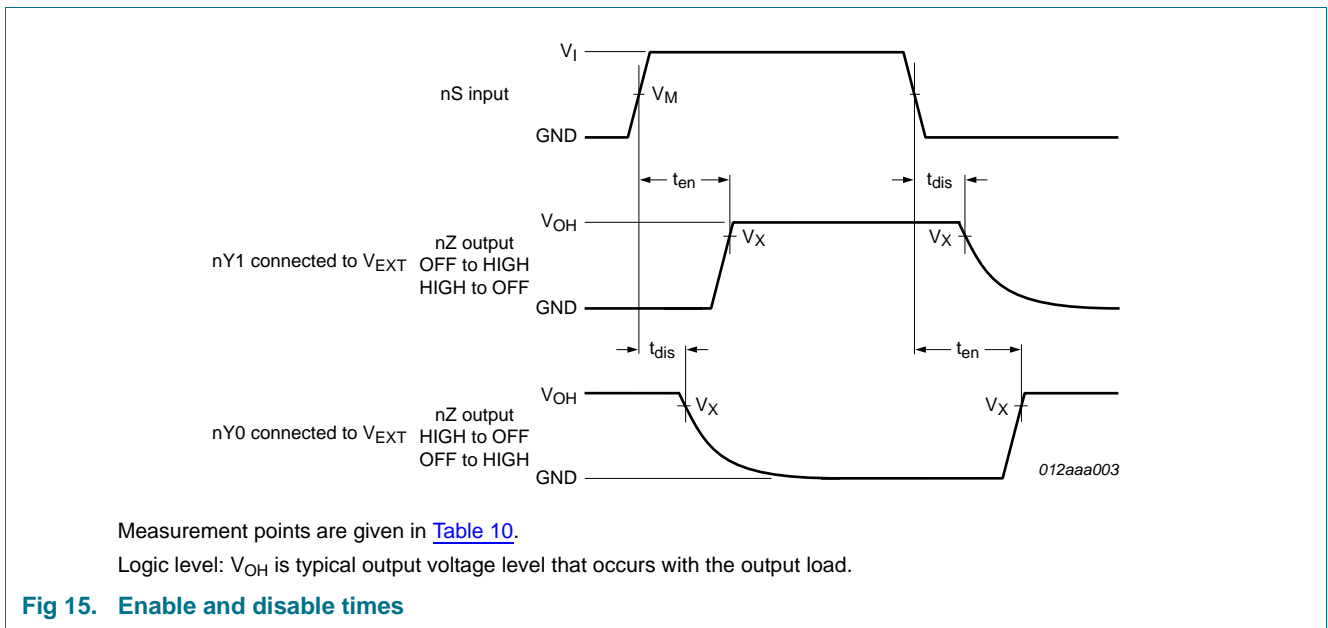 V_I
nS input
V_M
GND
t_en
t_dis
V_OH
V_X
V_X
nY1 connected to V_EXT
nZ output
OFF to HIGH
HIGH to OFF
GND
t_dis
t_en
V_OH
V_X
V_X
nY0 connected to V_EXT
nZ output
HIGH to OFF
OFF to HIGH
GND
012aaa003
Measurement points are given in Table 10.
Logic level: V_OH is typical output voltage level that occurs with the output load.
Fig 15. Enable and disable times